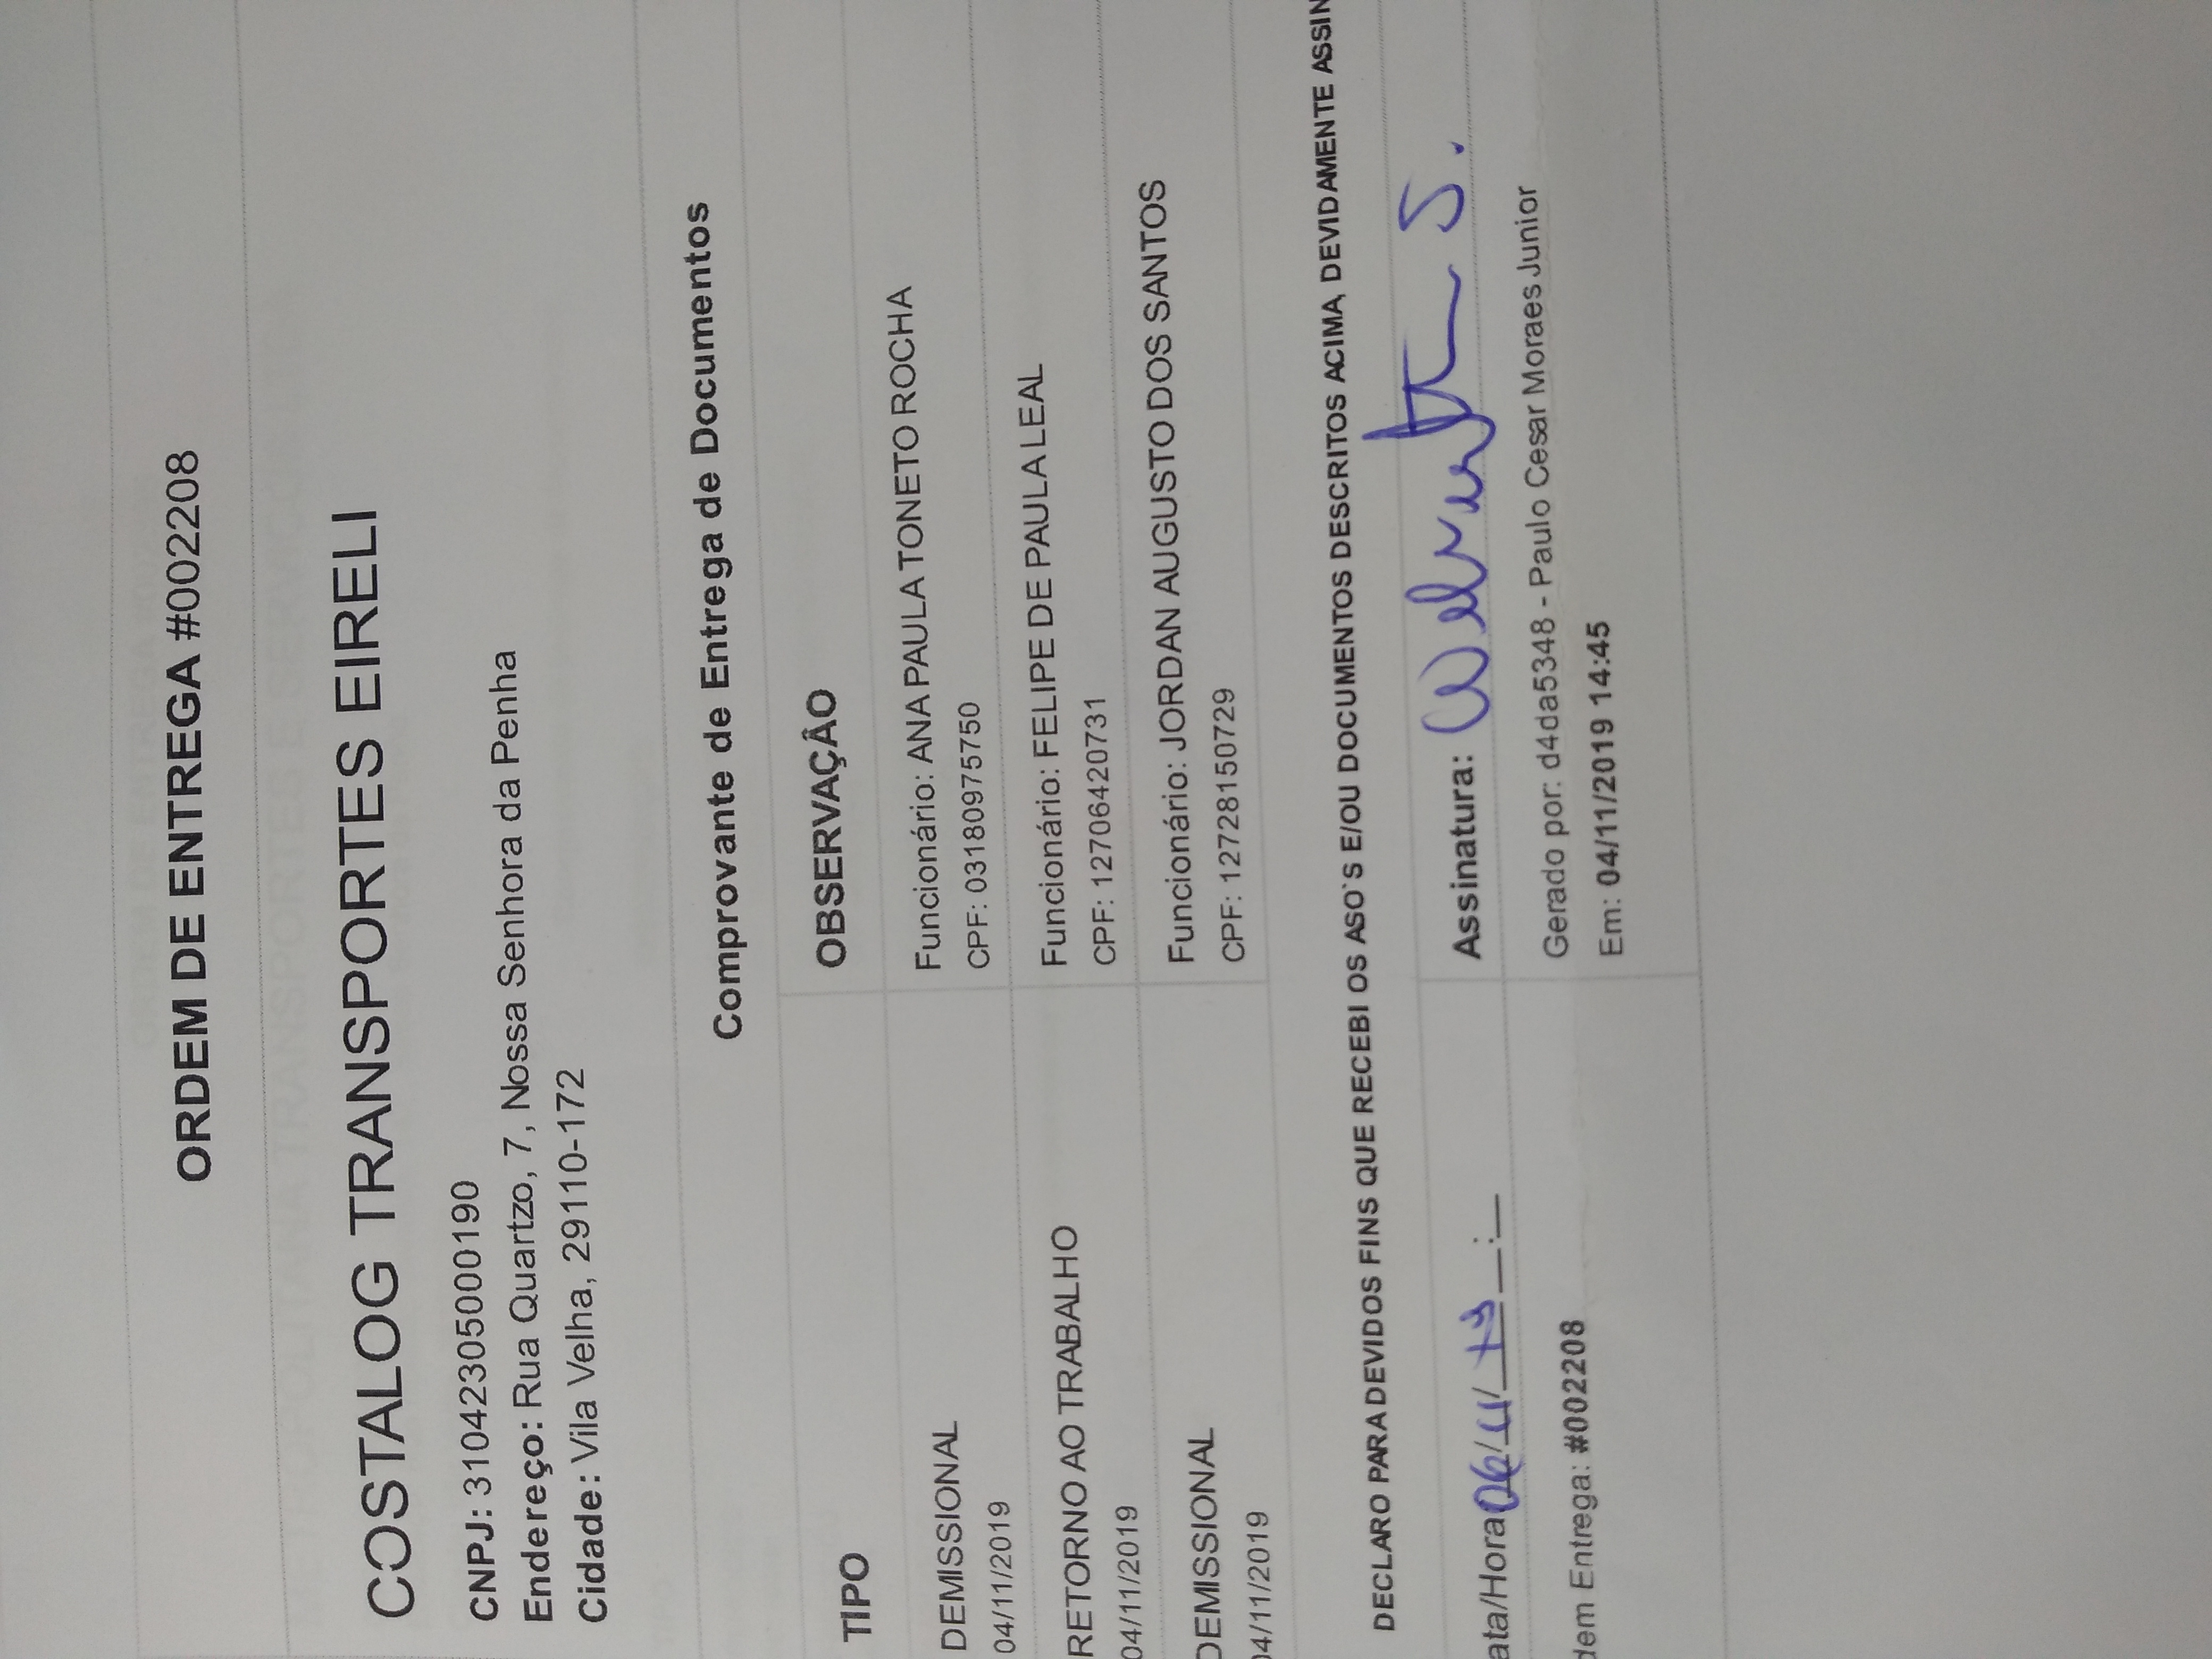 ORDEM DE ENTREGA #002208
COSTALOG TRANSPORTES EIRELI
CNPJ: 31042305000190
Endereço: Rua Quartzo, 7, Nossa Senhora da Penha
Cidade: Vila Velha, 29110-172
Comprovante de Entrega de Documentos
TIPO OBSERVAÇÃO
DEMISSIONAL Funcionário: ANA PAULA TONETO ROCHA
04/11/2019 CPF: 03180975750
RETORNO AO TRABALHO Funcionário: FELIPE DE PAULA LEAL
04/11/2019 CPF: 12706420731
DEMISSIONAL Funcionário: JORDAN AUGUSTO DOS SANTOS
04/11/2019 CPF: 12728150729
DECLARO PARA DEVIDOS FINS QUE RECEBI OS ASO`S E/OU DOCUMENTOS DESCRITOS ACIMA, DEVIDAMENTE ASSIN
ata/Hora 06/11/19 __:__ Assinatura:
dem Entrega: #002208 Gerado por: d4da5348 - Paulo Cesar Moraes Junior
Em: 04/11/2019 14:45